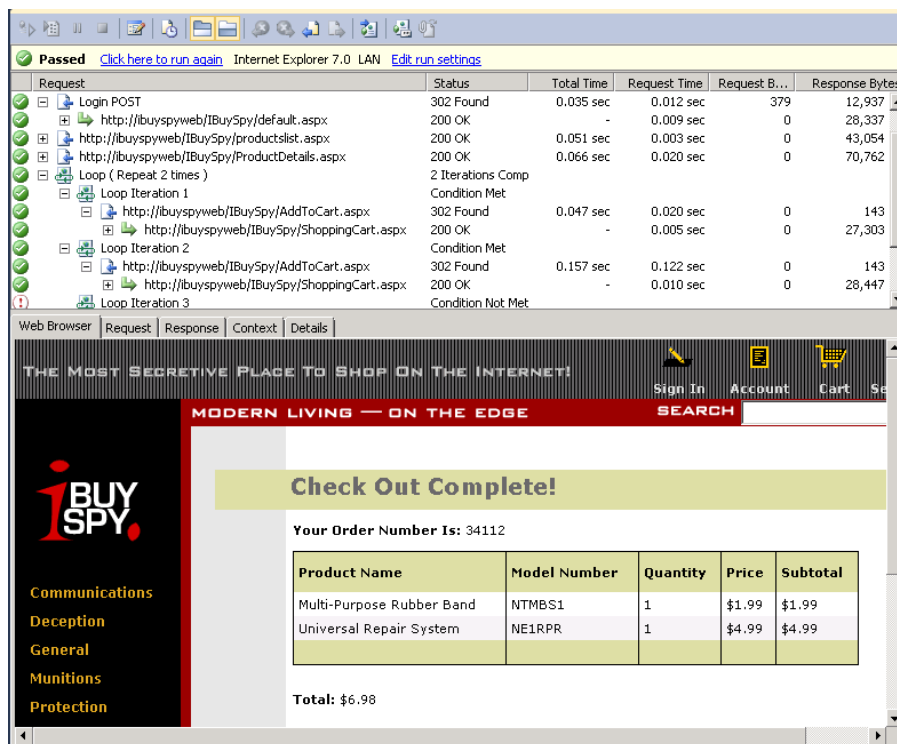 Passed Click here to run again Internet Explorer 7.0 LAN Edit run settings
Request Status Total Time Request Time Request B... Response Bytes
Login POST 302 Found 0.035 sec 0.012 sec 379 12,937
http://ibuyspyweb/IBuySpy/default.aspx 200 OK - 0.009 sec 0 28,337
http://ibuyspyweb/IBuySpy/productslist.aspx 200 OK 0.051 sec 0.003 sec 0 43,054
http://ibuyspyweb/IBuySpy/ProductDetails.aspx 200 OK 0.066 sec 0.020 sec 0 70,762
Loop ( Repeat 2 times ) 2 Iterations Comp
Loop Iteration 1 Condition Met
http://ibuyspyweb/IBuySpy/AddToCart.aspx 302 Found 0.047 sec 0.020 sec 0 143
http://ibuyspyweb/IBuySpy/ShoppingCart.aspx 200 OK - 0.005 sec 0 27,303
Loop Iteration 2 Condition Met
http://ibuyspyweb/IBuySpy/AddToCart.aspx 302 Found 0.157 sec 0.122 sec 0 143
http://ibuyspyweb/IBuySpy/ShoppingCart.aspx 200 OK - 0.010 sec 0 28,447
Loop Iteration 3 Condition Not Met
Web Browser Request Response Context Details
The Most Secretive Place To Shop On The Internet!
Sign In Account Cart Se
MODERN LIVING — ON THE EDGE SEARCH
iBUY
SPY.
Check Out Complete!
Your Order Number Is: 34112
Product Name Model Number Quantity Price Subtotal
Multi-Purpose Rubber Band NTMBS1 1 $1.99 $1.99
Universal Repair System NE1RPR 1 $4.99 $4.99
Total: $6.98
Communications
Deception
General
Munitions
Protection